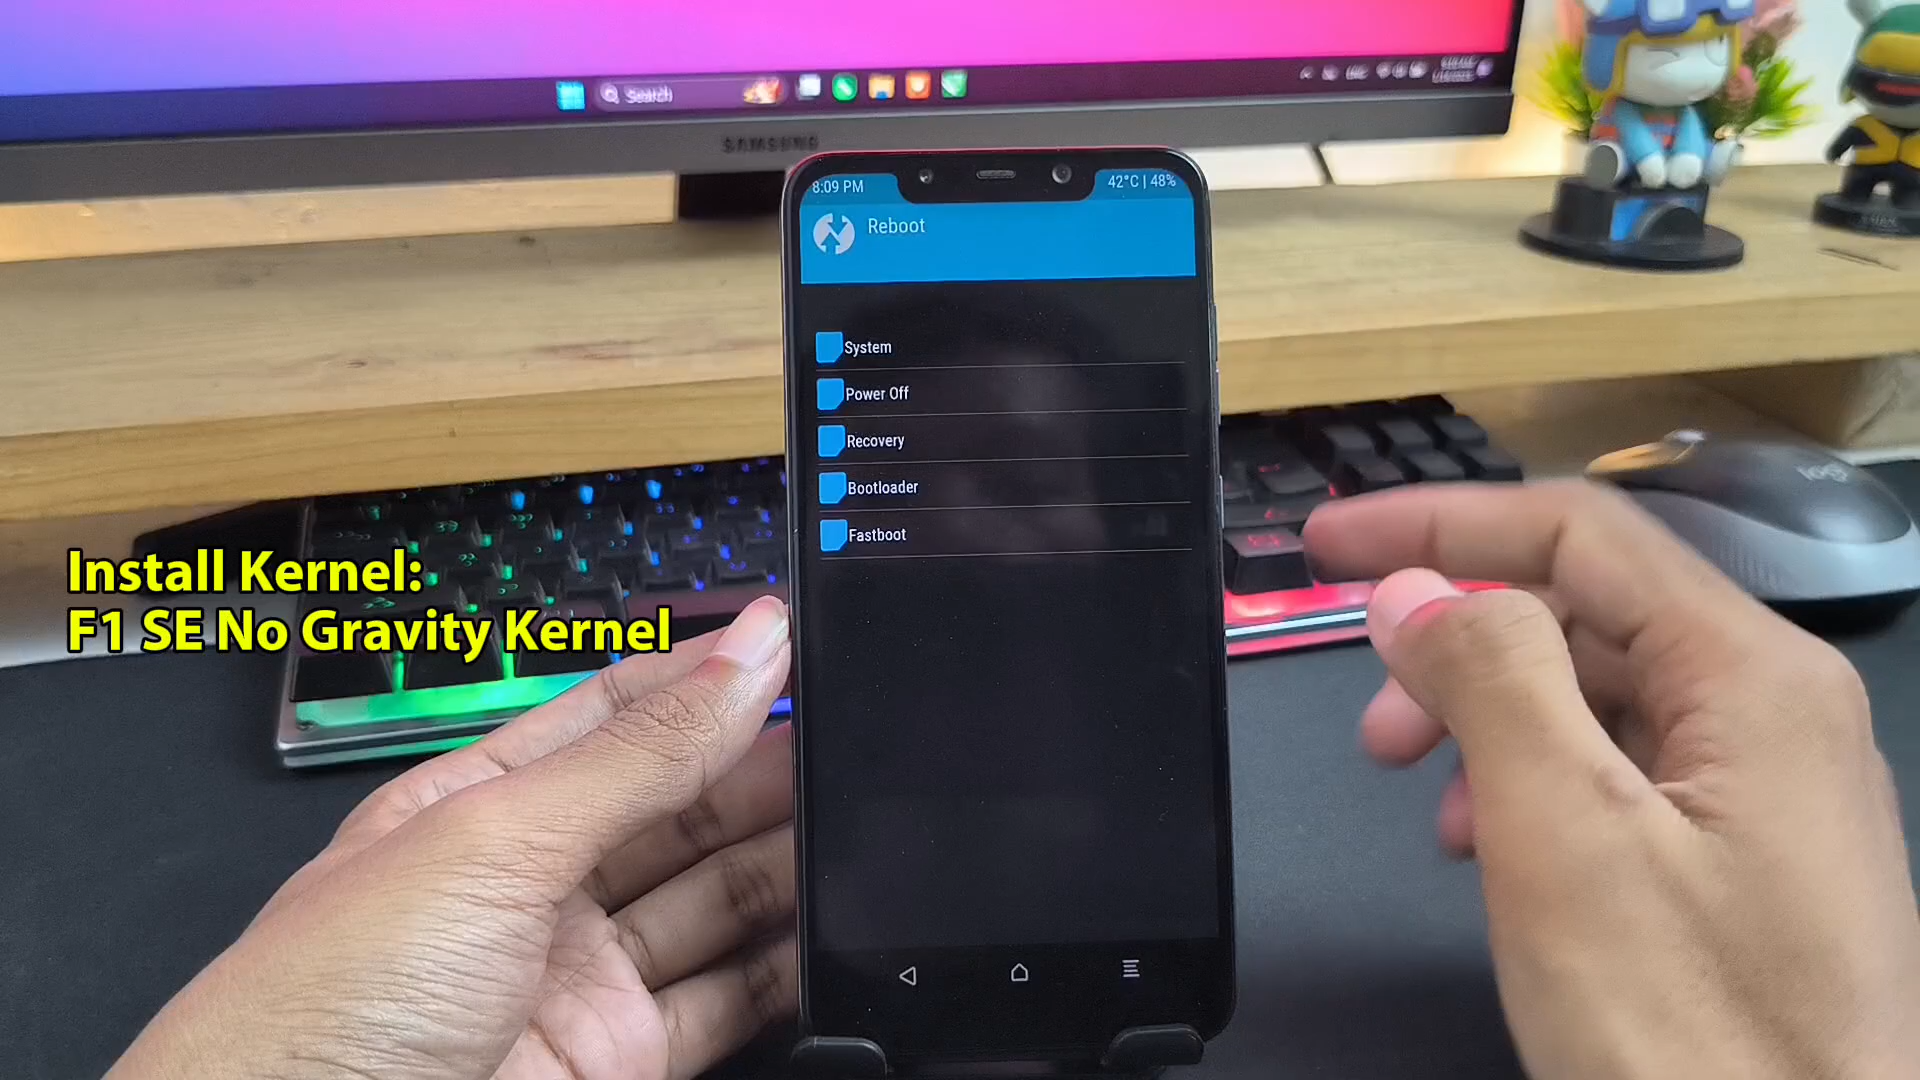 Search
SAMSUNG
8:09 PM
42°C | 48%
Reboot
System
Power Off
Recovery
Bootloader
Fastboot
Install Kernel:
F1 SE No Gravity Kernel
logi